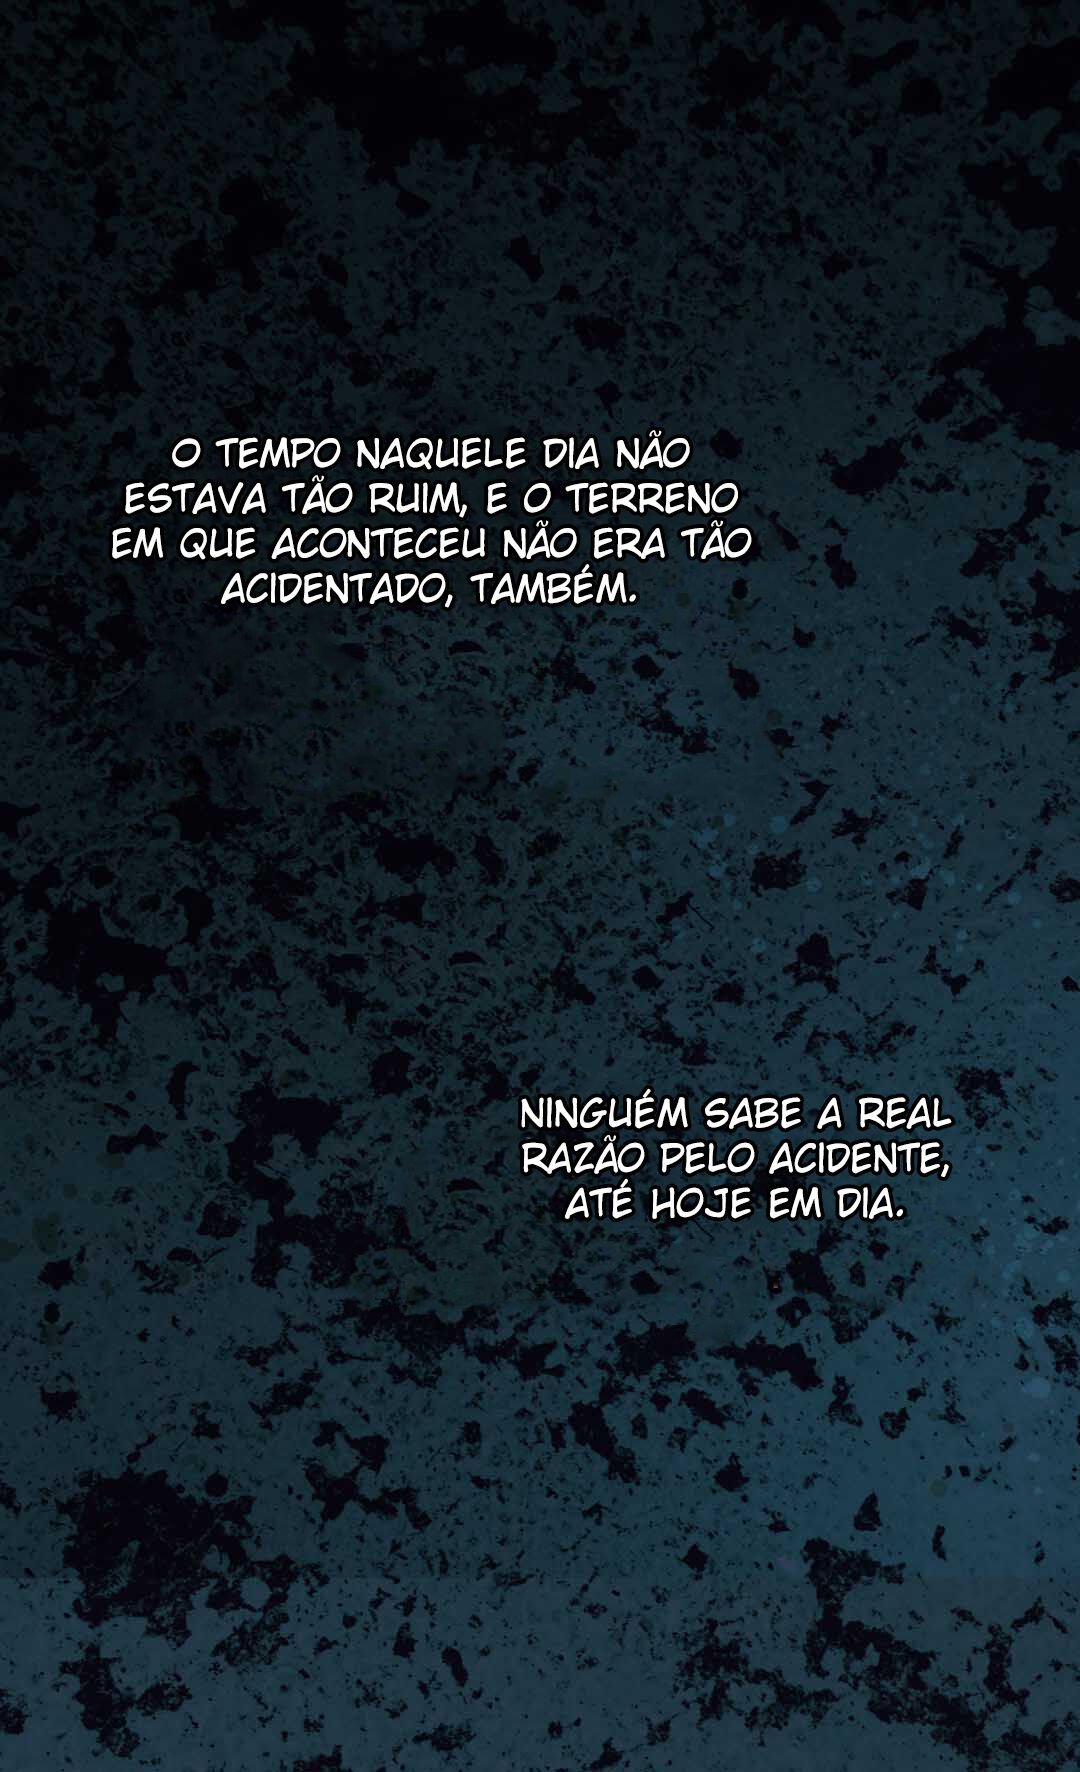 O TEMPO NAQUELE DIA NÃO
ESTAVA TÃO RUIM, E O TERRENO
EM QUE ACONTECEU NÃO ERA TÃO
ACIDENTADO, TAMBÉM.
NINGUÉM SABE A REAL
RAZÃO PELO ACIDENTE,
ATÉ HOJE EM DIA.